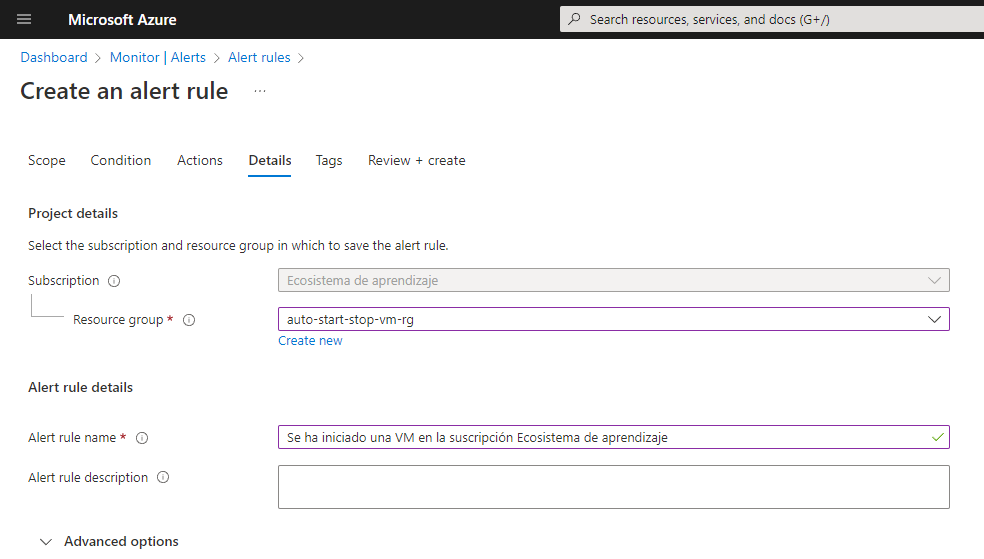 Microsoft Azure
Search resources, services, and docs (G+/)
Dashboard > Monitor | Alerts > Alert rules >
Create an alert rule ...
Scope Condition Actions Details Tags Review + create
Project details
Select the subscription and resource group in which to save the alert rule.
Subscription Ecosistema de aprendizaje
Resource group * auto-start-stop-vm-rg
Create new
Alert rule details
Alert rule name * Se ha iniciado una VM en la suscripción Ecosistema de aprendizaje
Alert rule description
Advanced options